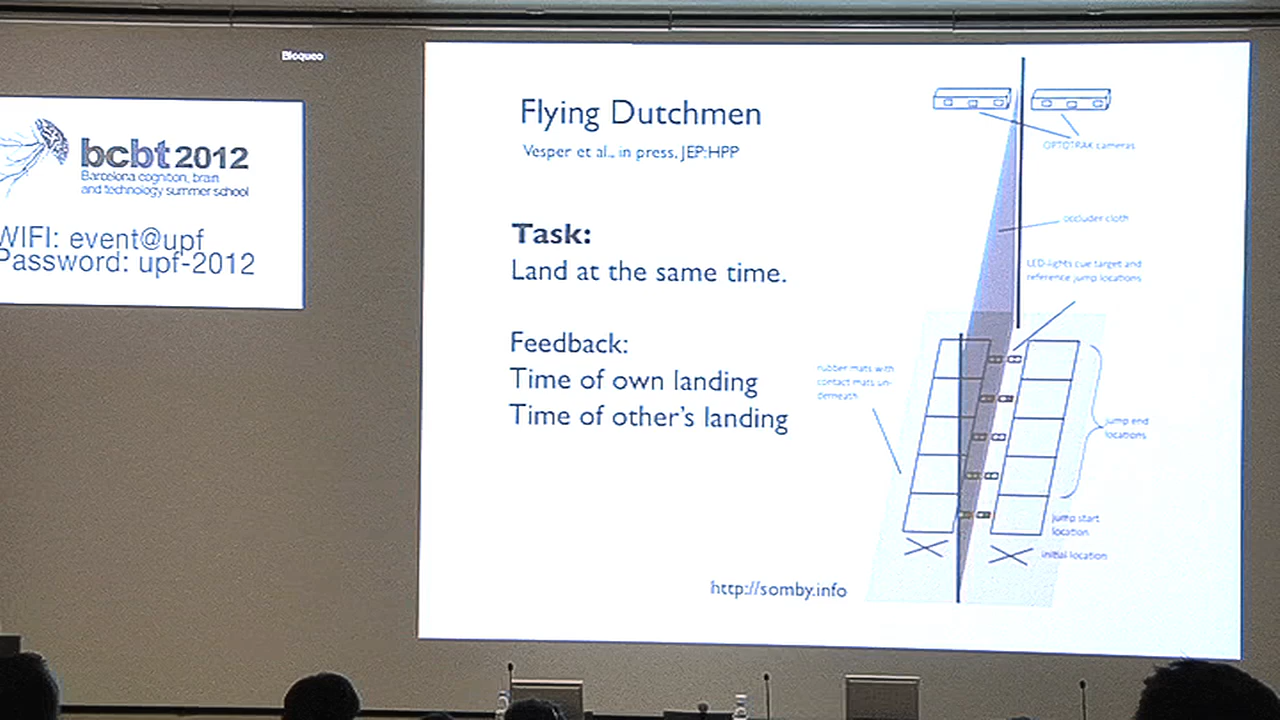 Bloqueo
bcbt 2012
Barcelona cognition, brain
and technology summer school
WIFI: event@upf
Password: upf-2012
Flying Dutchmen
Vesper et al., in press, JEP:HPP
Task:
Land at the same time.
Feedback:
Time of own landing
Time of other's landing
http://somby.info
OPTOTRAK cameras
occluder cloth
LED-lights cue target and
reference jump locations
rubber mats with
contact mats un-
derneath
jump end
locations
jump start
location
initial location